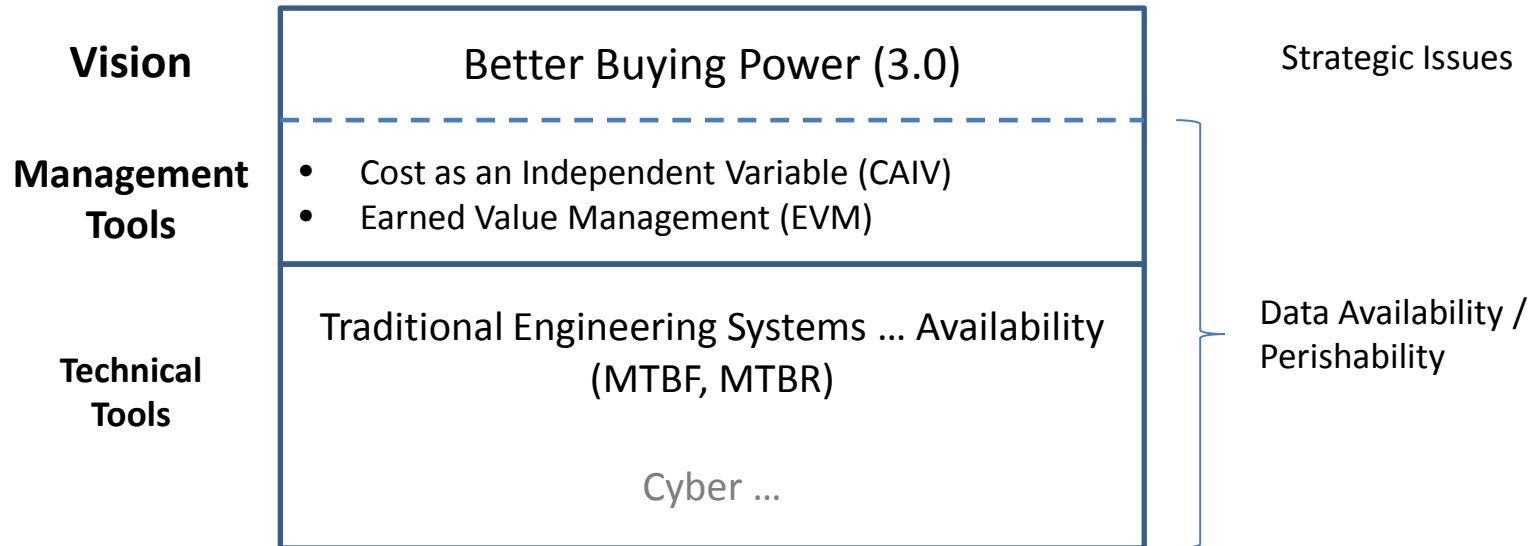 Vision
Better Buying Power (3.0)
Strategic Issues
Management
Tools
• Cost as an Independent Variable (CAIV)
• Earned Value Management (EVM)
Technical
Tools
Traditional Engineering Systems … Availability
(MTBF, MTBR)
Cyber …
Data Availability /
Perishability